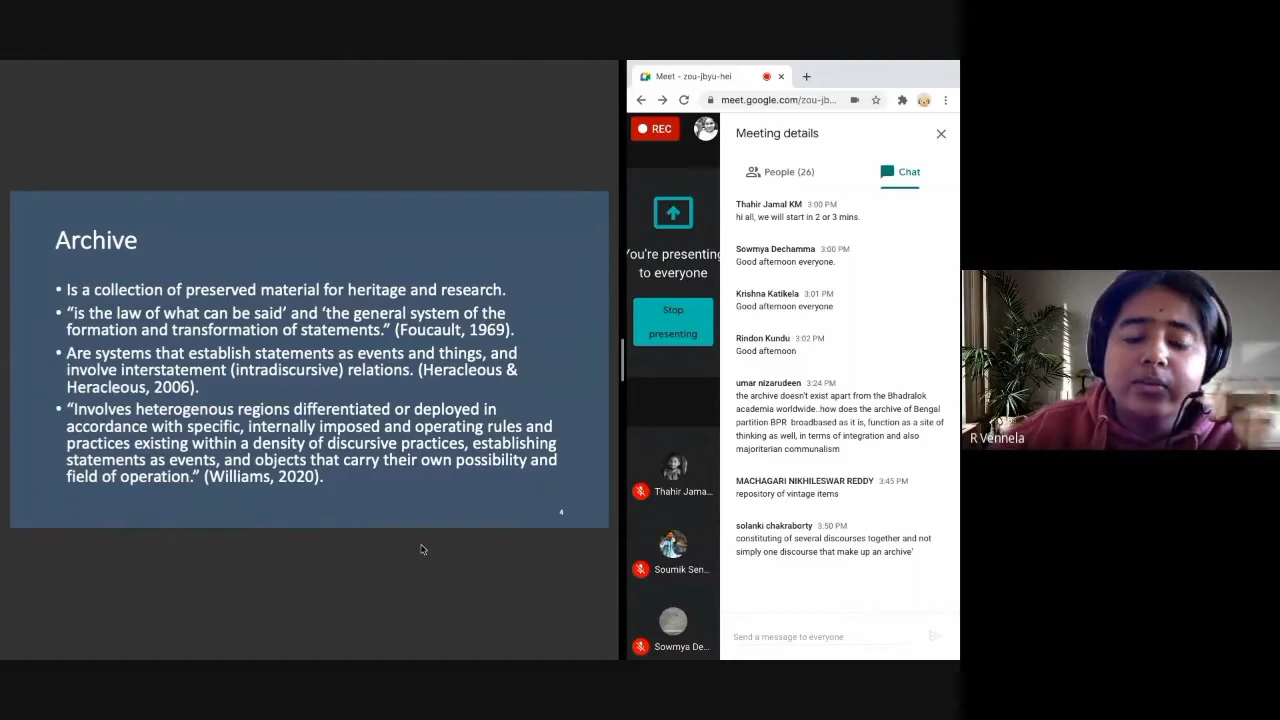 Archive
• Is a collection of preserved material for heritage and research.
• “is the law of what can be said’ and ‘the general system of the
formation and transformation of statements.” (Foucault, 1969).
• Are systems that establish statements as events and things, and
involve interstatement (intradiscursive) relations. (Heracleous &
Heracleous, 2006).
• “Involves heterogenous regions differentiated or deployed in
accordance with specific, internally imposed and operating rules and
practices existing within a density of discursive practices, establishing
statements as events, and objects that carry their own possibility and
field of operation.” (Williams, 2020).
4
Meet - zou-jbyu-hei
meet.google.com/zou-jb...
REC
You're presenting
to everyone
Stop
presenting
Thahir Jama...
Soumik Sen...
Sowmya De...
Meeting details
People (26)
Chat
Thahir Jamal KM 3:00 PM
hi all, we will start in 2 or 3 mins.
Sowmya Dechamma 3:00 PM
Good afternoon everyone.
Krishna Katikela 3:01 PM
Good afternoon everyone
Rindon Kundu 3:02 PM
Good afternoon
umar nizarudeen 3:24 PM
the archive doesn't exist apart from the Bhadralok
academia worldwide..how does the archive of Bengal
partition BPR broadbased as it is, function as a site of
thinking as well, in terms of integration and also
majoritarian communalism
MACHAGARI NIKHILESWAR REDDY 3:45 PM
repository of vintage items
solanki chakraborty 3:50 PM
constituting of several discourses together and not
simply one discourse that make up an archive'
Send a message to everyone
R Vennela